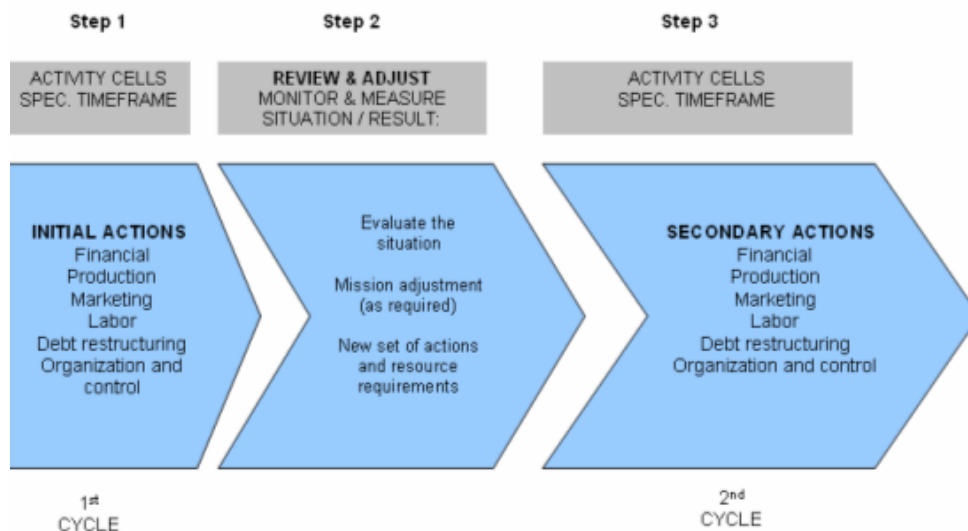 Step 1
Step 2
Step 3
ACTIVITY CELLS
SPEC. TIMEFRAME
REVIEW & ADJUST
MONITOR & MEASURE
SITUATION / RESULT:
ACTIVITY CELLS
SPEC. TIMEFRAME
INITIAL ACTIONS
Financial
Production
Marketing
Labor
Debt restructuring
Organization and
control
Evaluate the
situation
Mission adjustment
(as required)
New set of actions
and resource
requirements
SECONDARY ACTIONS
Financial
Production
Marketing
Labor
Debt restructuring
Organization and control
1st
CYCLE
2nd
CYCLE